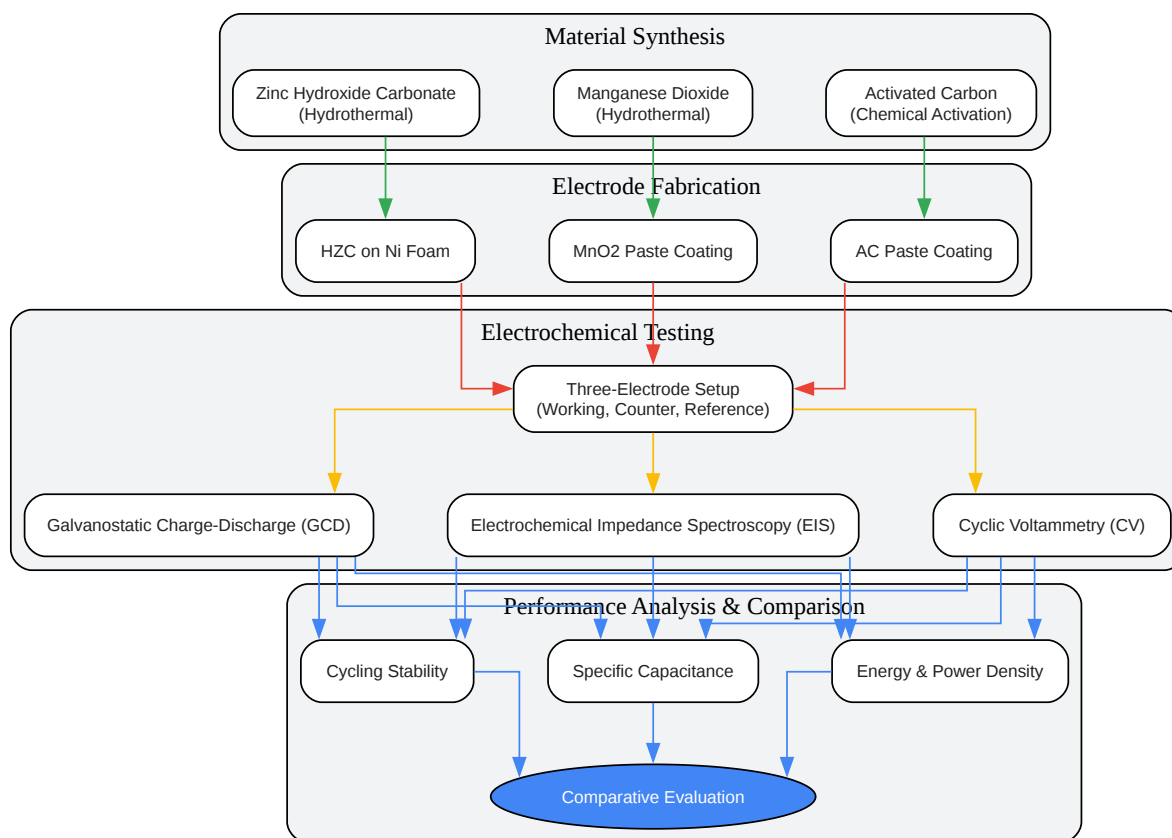 Material Synthesis
Zinc Hydroxide Carbonate
(Hydrothermal)
Manganese Dioxide
(Hydrothermal)
Activated Carbon
(Chemical Activation)
Electrode Fabrication
HZC on Ni Foam
MnO2 Paste Coating
AC Paste Coating
Electrochemical Testing
Three-Electrode Setup
(Working, Counter, Reference)
Galvanostatic Charge-Discharge (GCD)
Electrochemical Impedance Spectroscopy (EIS)
Cyclic Voltammetry (CV)
Performance Analysis & Comparison
Cycling Stability
Specific Capacitance
Energy & Power Density
Comparative Evaluation